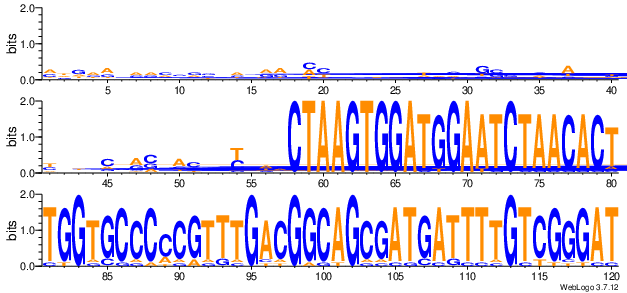 2.0
bits
1.0
0.0
5 10 15 20 25 30 35 40
2.0
bits
1.0
CTAAGTGGATGGAATCTAACACT
0.0
45 50 55 60 65 70 75 80
2.0
bits
1.0
TGGTGCCCCCGTTTGACGGCAGCGATGATTTTGTCGGGAT
0.0
85 90 95 100 105 110 115 120
WebLogo 3.7.12